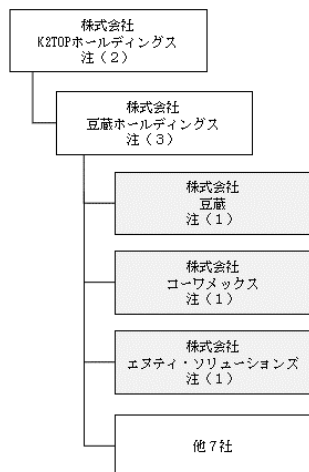 株式会社
K2TOPホールディングス
注（２）
株式会社
豆蔵ホールディングス
注（３）
株式会社
豆蔵
注（１）
株式会社
コーワメックス
注（１）
株式会社
エヌティ・ソリューションズ
注（１）
他７社